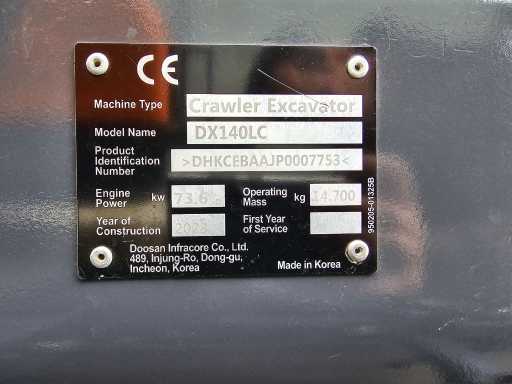 CE
Machine Type Crawler Excavator
Model Name DX140LC
Product
Identification >DHKCEBAAJP0007753<
Number
Engine Operating
Power kw 73.6 Mass kg 14.700
Year of First Year
Construction 2023 of Service
Doosan Infracore Co., Ltd.
489, Injung-Ro, Dong-gu,
Incheon, Korea
Made in Korea
950205-01325B